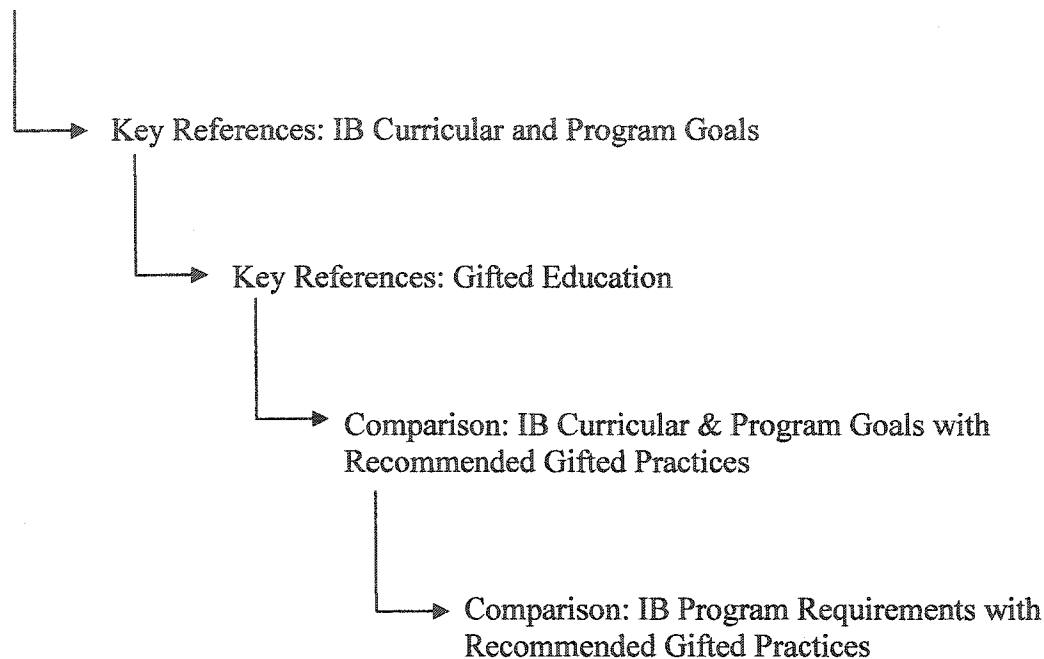 Key References: IB Curricular and Program Goals
Key References: Gifted Education
Comparison: IB Curricular & Program Goals with
Recommended Gifted Practices
Comparison: IB Program Requirements with
Recommended Gifted Practices